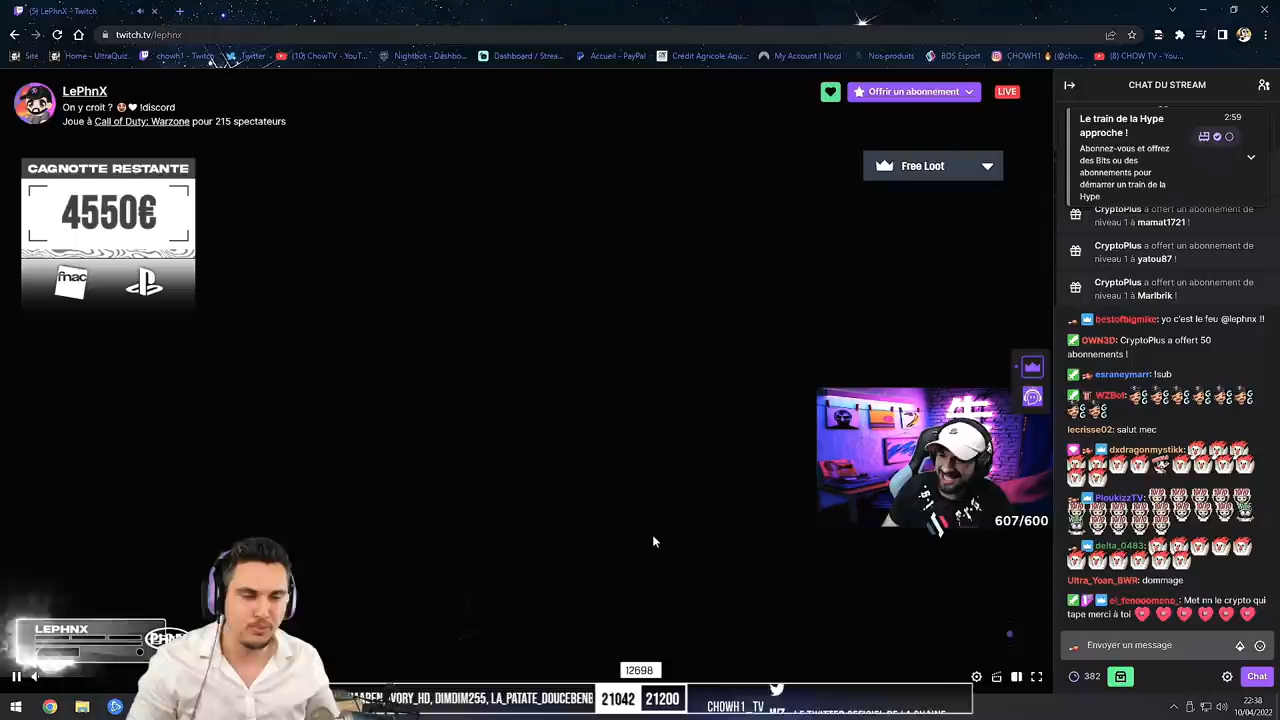 (5) LePhnX - Twitch
twitch.tv/lephnx
Site
Home - UltraQuiz...
chow1 - Twitch
Twitter
(10) ChowTV - YouT...
Nightbot - Dashbo...
Dashboard / Strea...
Accueil - PayPal
Crédit Agricole Aqu...
My Account | Nord
Nos-produits
BDS Esport
CHOWH1 (@cho...
(8) CHOW TV - You...
LePhnX
On y croit ? !discord
Joue à Call of Duty: Warzone pour 215 spectateurs
Offrir un abonnement
LIVE
CAGNOTTE RESTANTE
4550€
fnac
Free Loot
607/600
LEPHNX
12698
VORY_HD, DIMDIM255, LA_PATATE_DOUCEBENB
21042
21200
CHOWH1_TV
CHAT DU STREAM
Le train de la Hype
approche !
2:59
Abonnez-vous et offrez
des Bits ou des
abonnements pour
démarrer un train de la
Hype
CryptoPlus a offert un abonnement de
niveau 1 à mamat1721 !
CryptoPlus a offert un abonnement de
niveau 1 à yatou87 !
CryptoPlus a offert un abonnement de
niveau 1 à Marlbrik !
bestofbigmike: yo c'est le feu @lephnx !!
OWN3D: CryptoPlus a offert 50
abonnements !
esraneymarr: !sub
WZBot:
lecrisse02: salut mec
dxdragonmystikk:
PioukizzTV:
delta_0483:
Ultra_Yoan_BWR: dommage
el_fenooomeno_: Met nn le crypto qui
tape merci à toi
Envoyer un message
382
Chat
22:38
10/04/2022